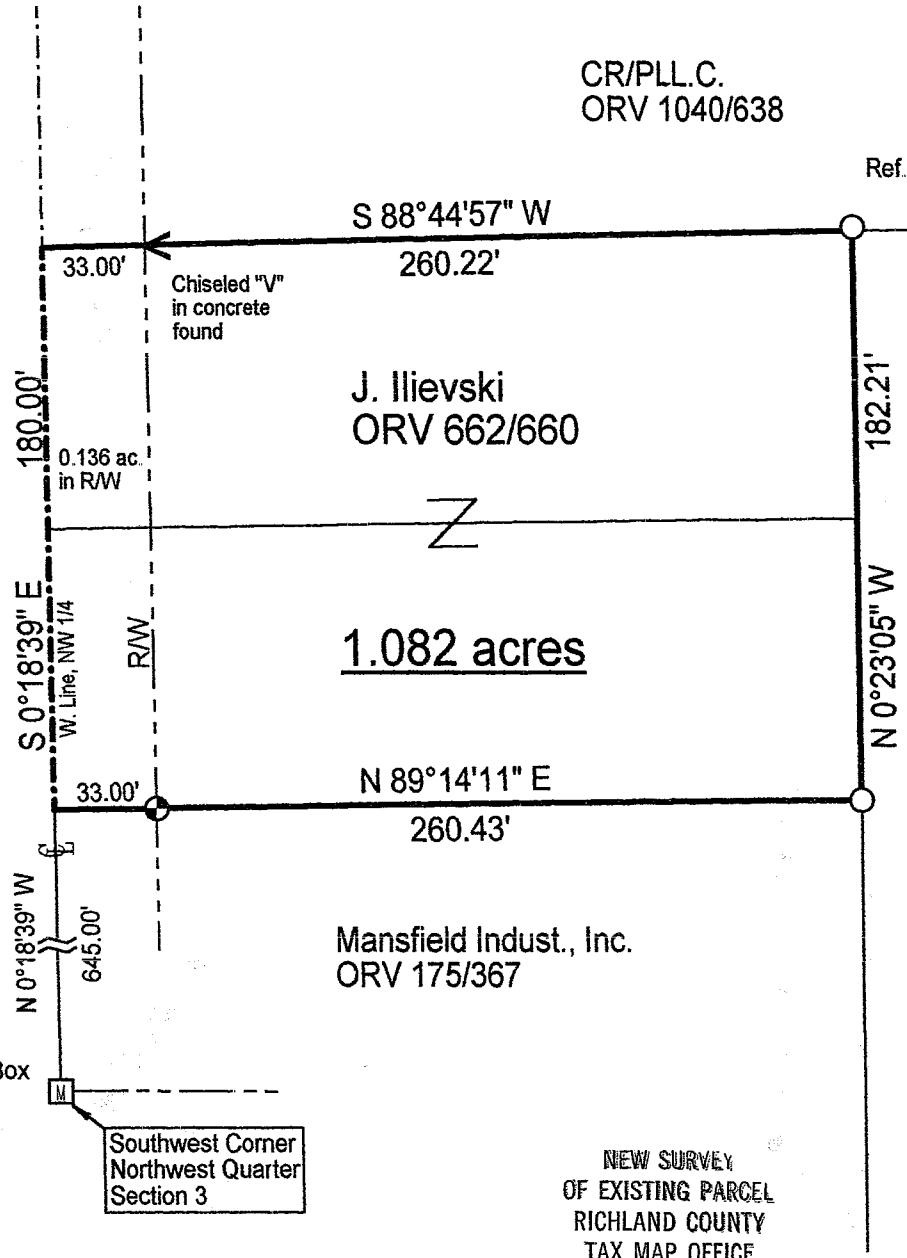 CR/PLL.C.
ORV 1040/638
Ref.
S 88°44'57" W
33.00'
260.22'
Chiseled "V"
in concrete
found
J. Ilievski
ORV 662/660
180.00'
182.21'
0.136 ac.
in R/W
S 0°18'39" E
W. Line, NW 1/4
R/W
1.082 acres
N 0°23'05" W
33.00'
N 89°14'11" E
260.43'
N 0°18'39" W
645.00'
Mansfield Indust., Inc.
ORV 175/367
Box
M
Southwest Corner
Northwest Quarter
Section 3
NEW SURVEY
OF EXISTING PARCEL
RICHLAND COUNTY
TAX MAP OFFICE